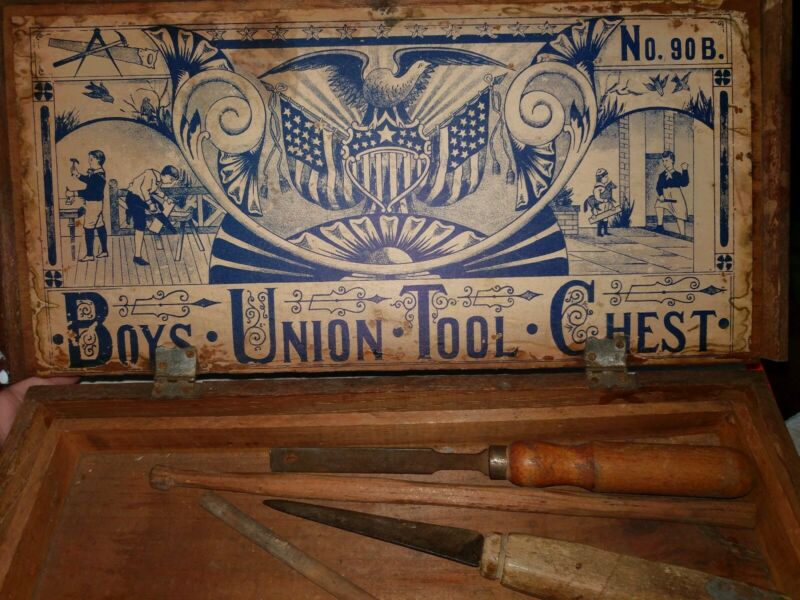 No. 90 B.
Boys · Union · Tool · Chest ·